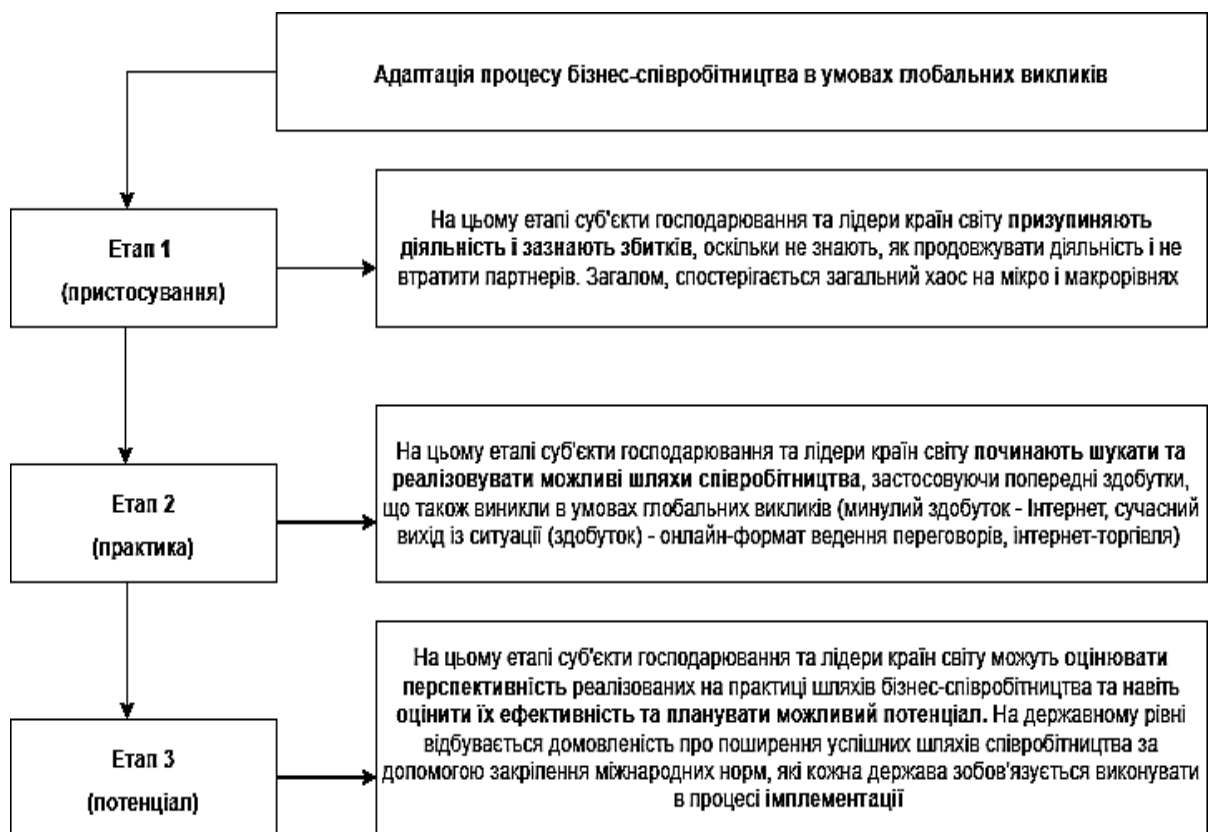 Адаптація процесу бізнес-співробітництва в умовах глобальних викликів
Етап 1
(пристосування)
На цьому етапі суб'єкти господарювання та лідери країн світу призупиняють
діяльність і зазнають збитків, оскільки не знають, як продовжувати діяльність і не
втратити партнерів. Загалом, спостерігається загальний хаос на мікро і макрорівнях
Етап 2
(практика)
На цьому етапі суб'єкти господарювання та лідери країн світу починають шукати та
реалізовувати можливі шляхи співробітництва, застосовуючи попередні здобутки,
що також виникли в умовах глобальних викликів (минулий здобуток - Інтернет, сучасний
вихід із ситуації (здобуток) - онлайн-формат ведення переговорів, інтернет-торгівля)
Етап 3
(потенціал)
На цьому етапі суб'єкти господарювання та лідери країн світу можуть оцінювати
перспективність реалізованих на практиці шляхів бізнес-співробітництва та навіть
оцінити їх ефективність та планувати можливий потенціал. На державному рівні
відбувається домовленість про поширення успішних шляхів співробітництва за
допомогою закріплення міжнародних норм, які кожна держава зобов'язується виконувати
в процесі імплементації